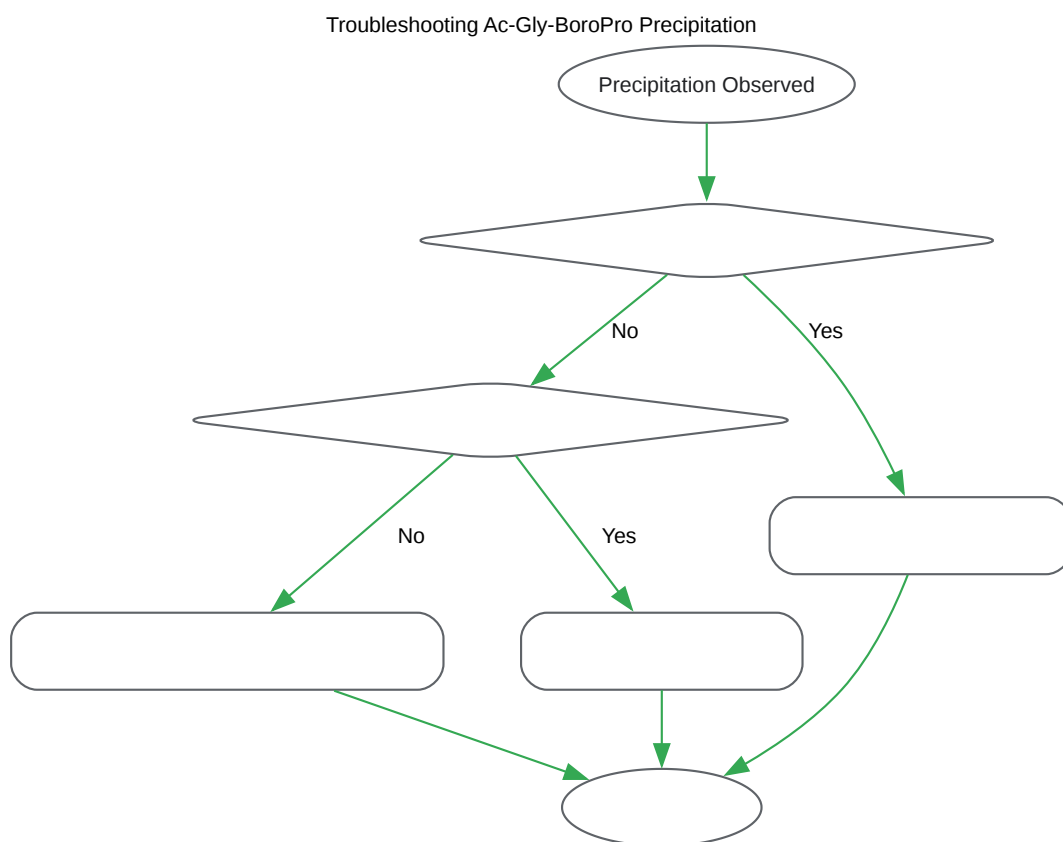 Troubleshooting Ac-Gly-BoroPro Precipitation
Precipitation Observed
No
Yes
No
Yes